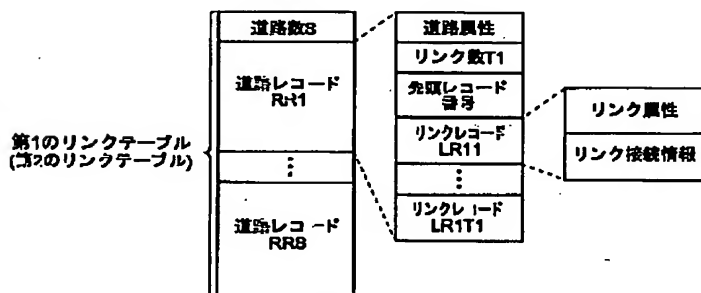 道路数S
道路レコード
RR1
⋮
道路レコード
RRS
第1のリンクテーブル
(第2のリンクテーブル)
道路属性
リンク数T1
先頭レコード
番号
リンクレコード
LR11
⋮
リンクレコード
LR1T1
リンク属性
リンク接続情報